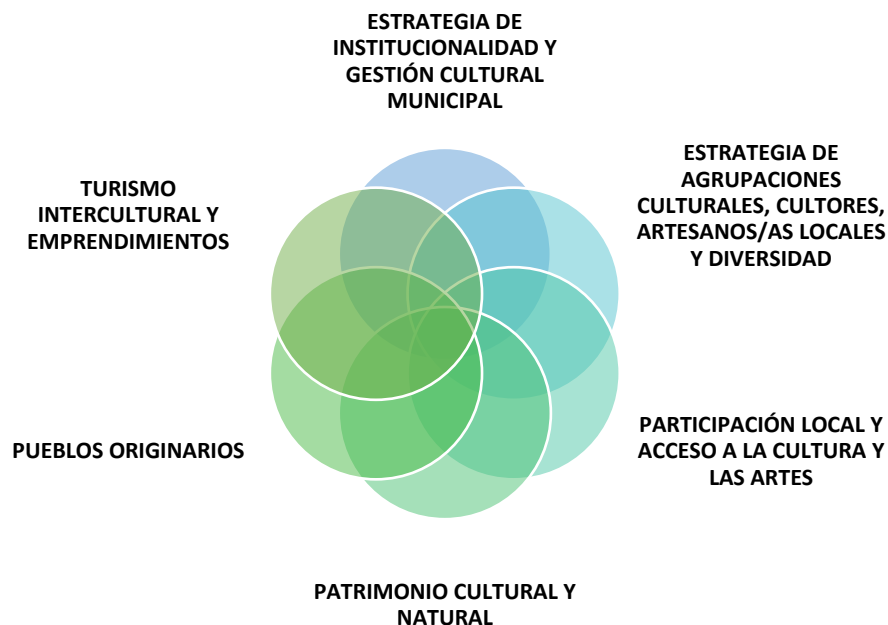 ESTRATEGIA DE
INSTITUCIONALIDAD Y
GESTIÓN CULTURAL
MUNICIPAL
ESTRATEGIA DE
AGRUPACIONES
CULTURALES, CULTORES,
ARTESANOS/AS LOCALES
Y DIVERSIDAD
PARTICIPACIÓN LOCAL Y
ACCESO A LA CULTURA Y
LAS ARTES
PATRIMONIO CULTURAL Y
NATURAL
PUEBLOS ORIGINARIOS
TURISMO
INTERCULTURAL Y
EMPRENDIMIENTOS